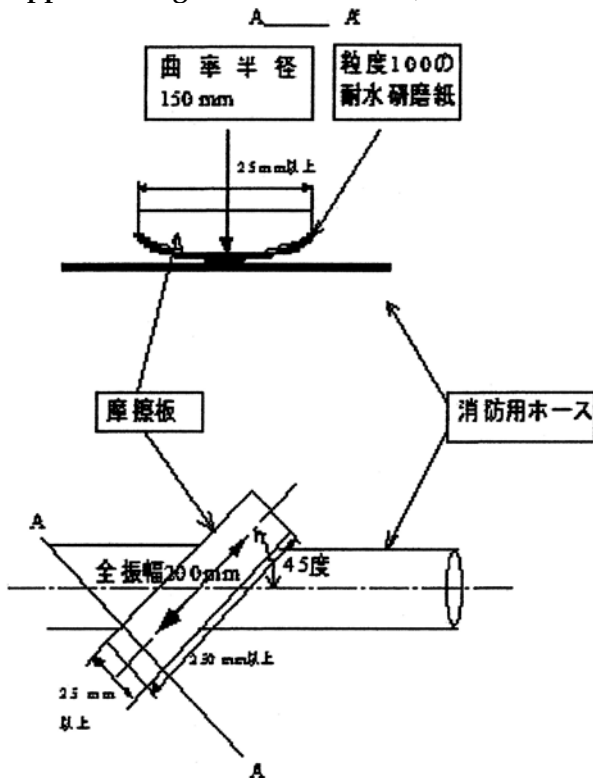 A A'
曲率半径
150 mm
粒度100の
耐水研磨紙
25mm以上
摩擦板
消防用ホース
A
全振幅200mm
45度
250 mm以上
25 mm
以上
A